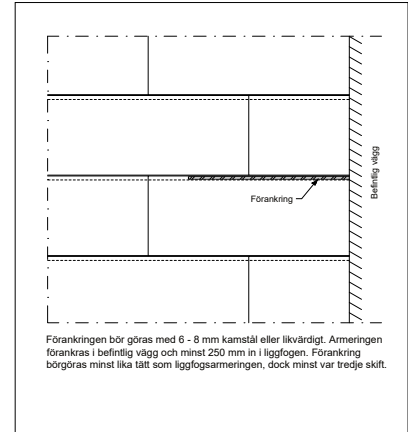 Befintlig vägg
Förankring
Förankringen bör göras med 6 - 8 mm kamstål eller likvärdigt. Armeringen
förankras i befintlig vägg och minst 250 mm in i liggfogen. Förankring
börgöras minst lika tätt som liggfogsarmeringen, dock minst var tredje skift.